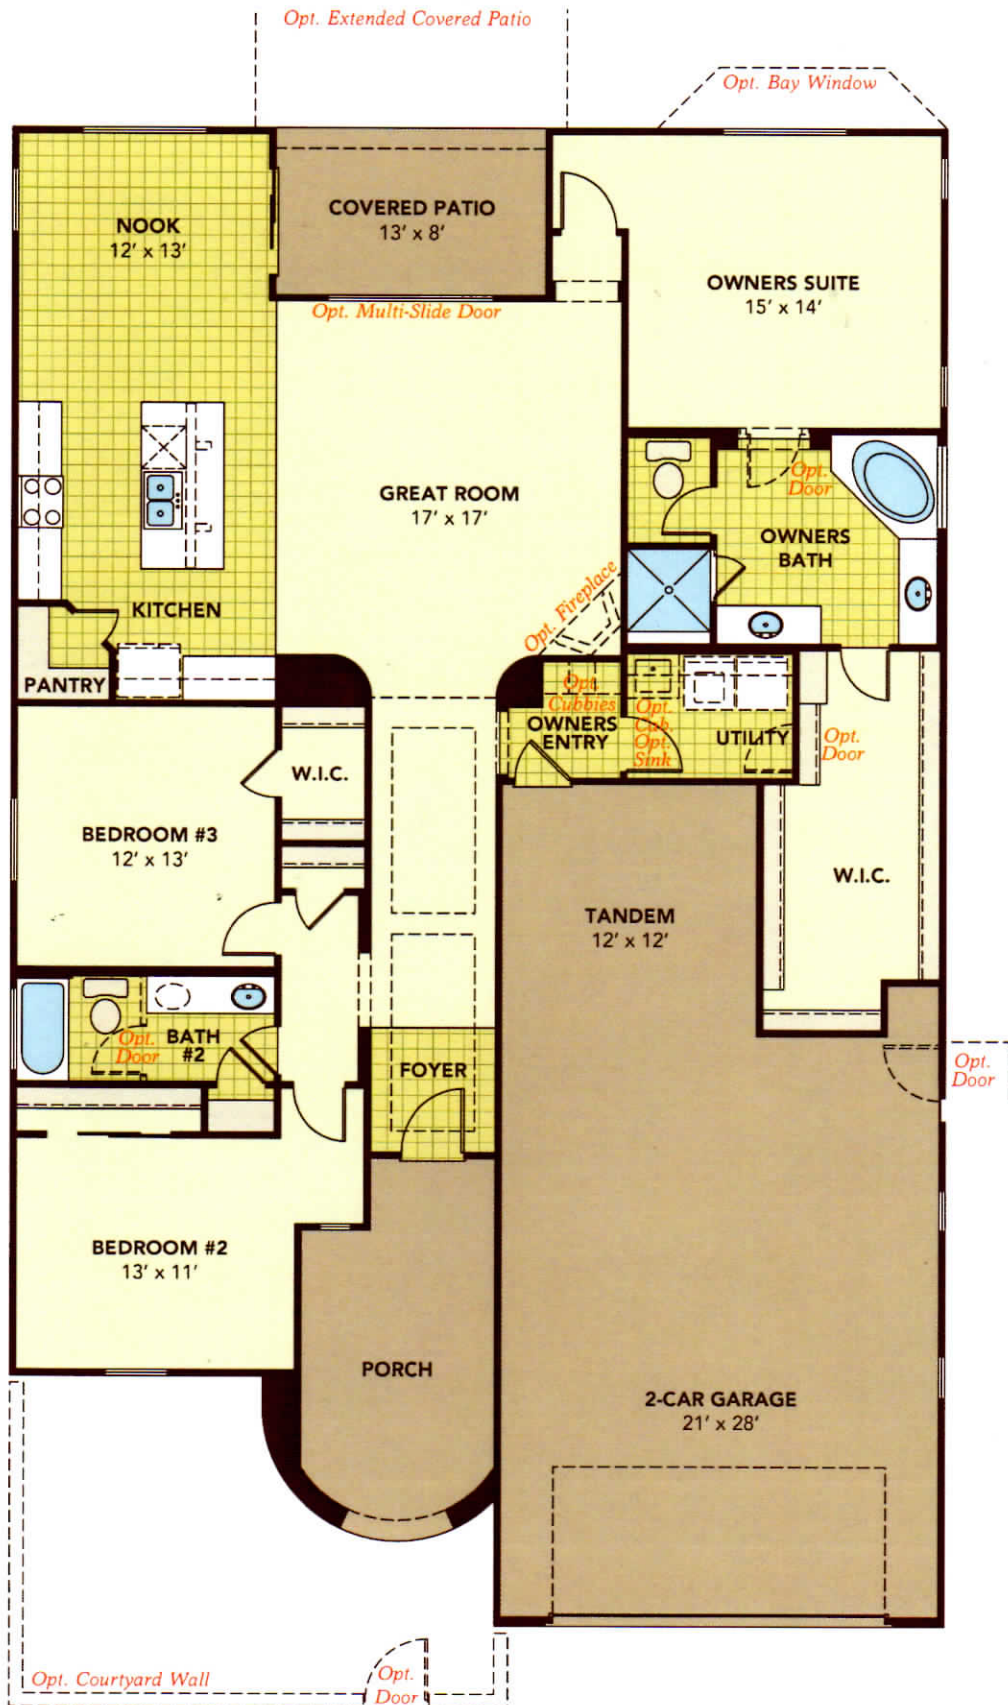 Opt. Extended Covered Patio
Opt. Bay Window
NOOK
12' x 13'
COVERED PATIO
13' x 8'
OWNERS SUITE
15' x 14'
Opt. Multi-Slide Door
GREAT ROOM
17' x 17'
Opt.
Door
OWNERS
BATH
Opt. Fireplace
KITCHEN
PANTRY
Opt.
Cubbies
OWNERS
ENTRY
Opt.
Cub.
Opt.
Sink
UTILITY
Opt.
Door
W.I.C.
BEDROOM #3
12' x 13'
W.I.C.
TANDEM
12' x 12'
BATH
#2
Opt.
Door
FOYER
Opt.
Door
BEDROOM #2
13' x 11'
PORCH
2-CAR GARAGE
21' x 28'
Opt. Courtyard Wall
Opt.
Door